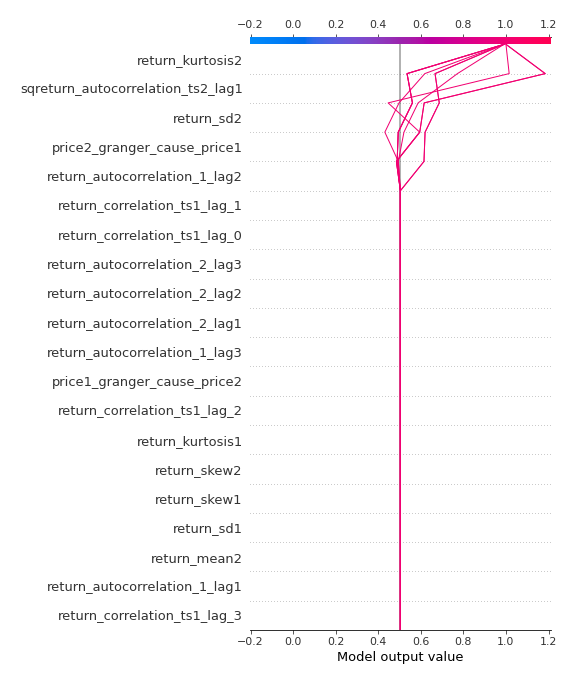 −0.2 0.0 0.2 0.4 0.6 0.8 1.0 1.2
return_kurtosis2
sqreturn_autocorrelation_ts2_lag1
return_sd2
price2_granger_cause_price1
return_autocorrelation_1_lag2
return_correlation_ts1_lag_1
return_correlation_ts1_lag_0
return_autocorrelation_2_lag3
return_autocorrelation_2_lag2
return_autocorrelation_2_lag1
return_autocorrelation_1_lag3
price1_granger_cause_price2
return_correlation_ts1_lag_2
return_kurtosis1
return_skew2
return_skew1
return_sd1
return_mean2
return_autocorrelation_1_lag1
return_correlation_ts1_lag_3
−0.2 0.0 0.2 0.4 0.6 0.8 1.0 1.2
Model output value